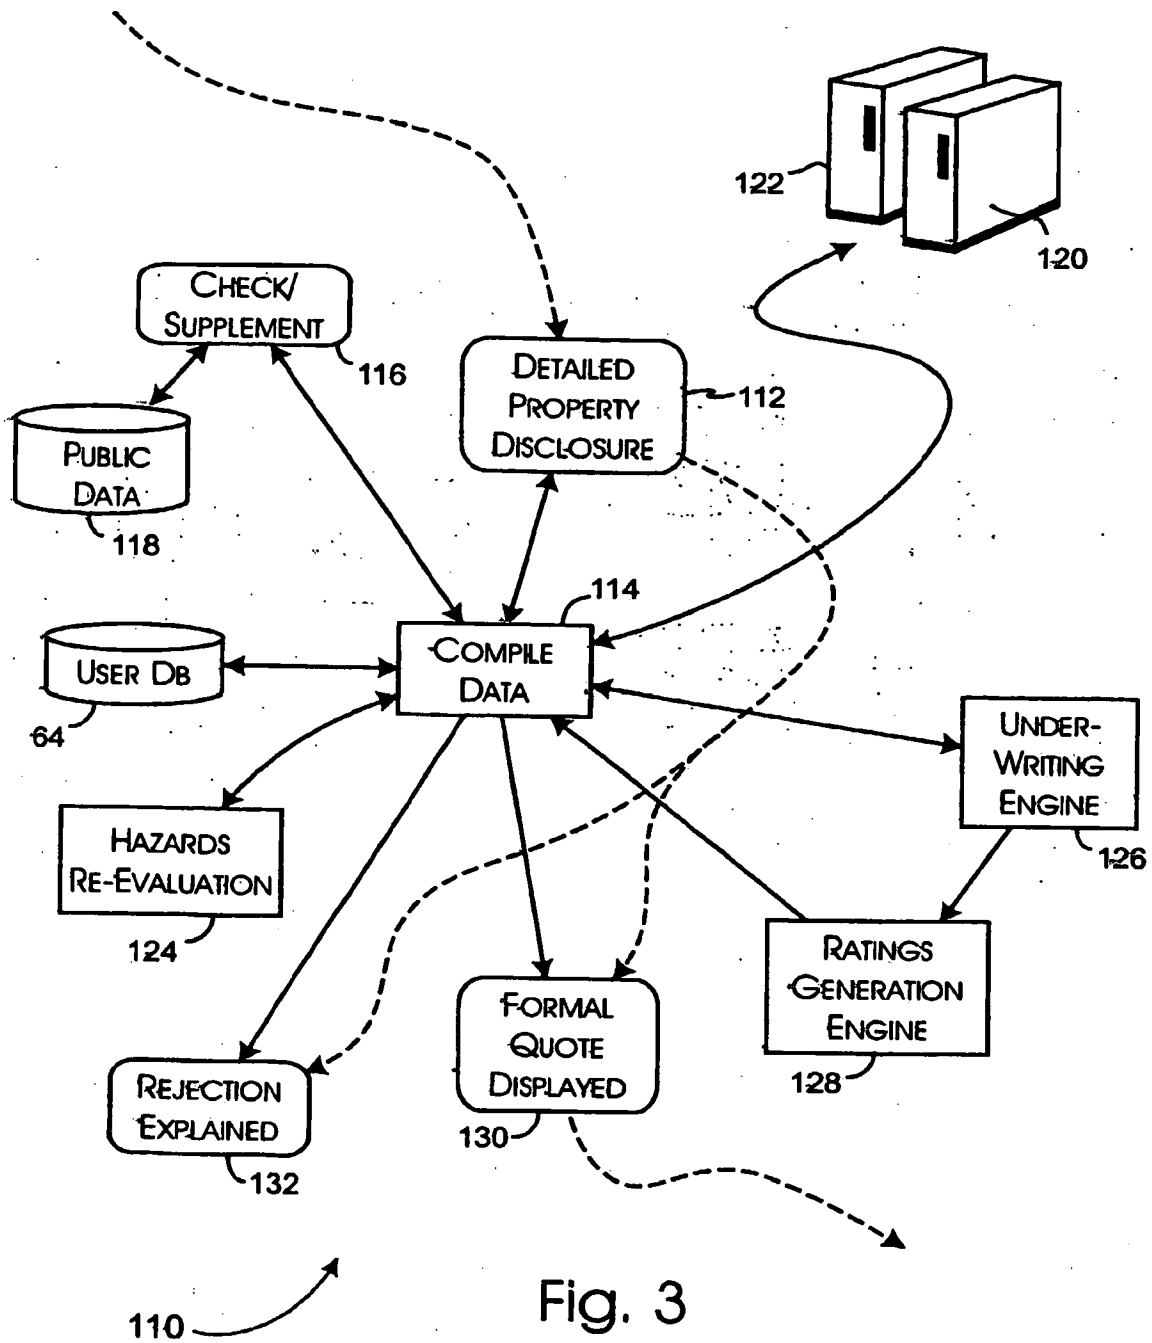 122
120
CHECK/
SUPPLEMENT
116
DETAILED
PROPERTY
DISCLOSURE
112
PUBLIC
DATA
118
114
COMPILE
DATA
USER DB
64
UNDER-
WRITING
ENGINE
126
HAZARDS
RE-EVALUATION
124
RATINGS
GENERATION
ENGINE
128
FORMAL
QUOTE
DISPLAYED
130
REJECTION
EXPLAINED
132
110
Fig. 3